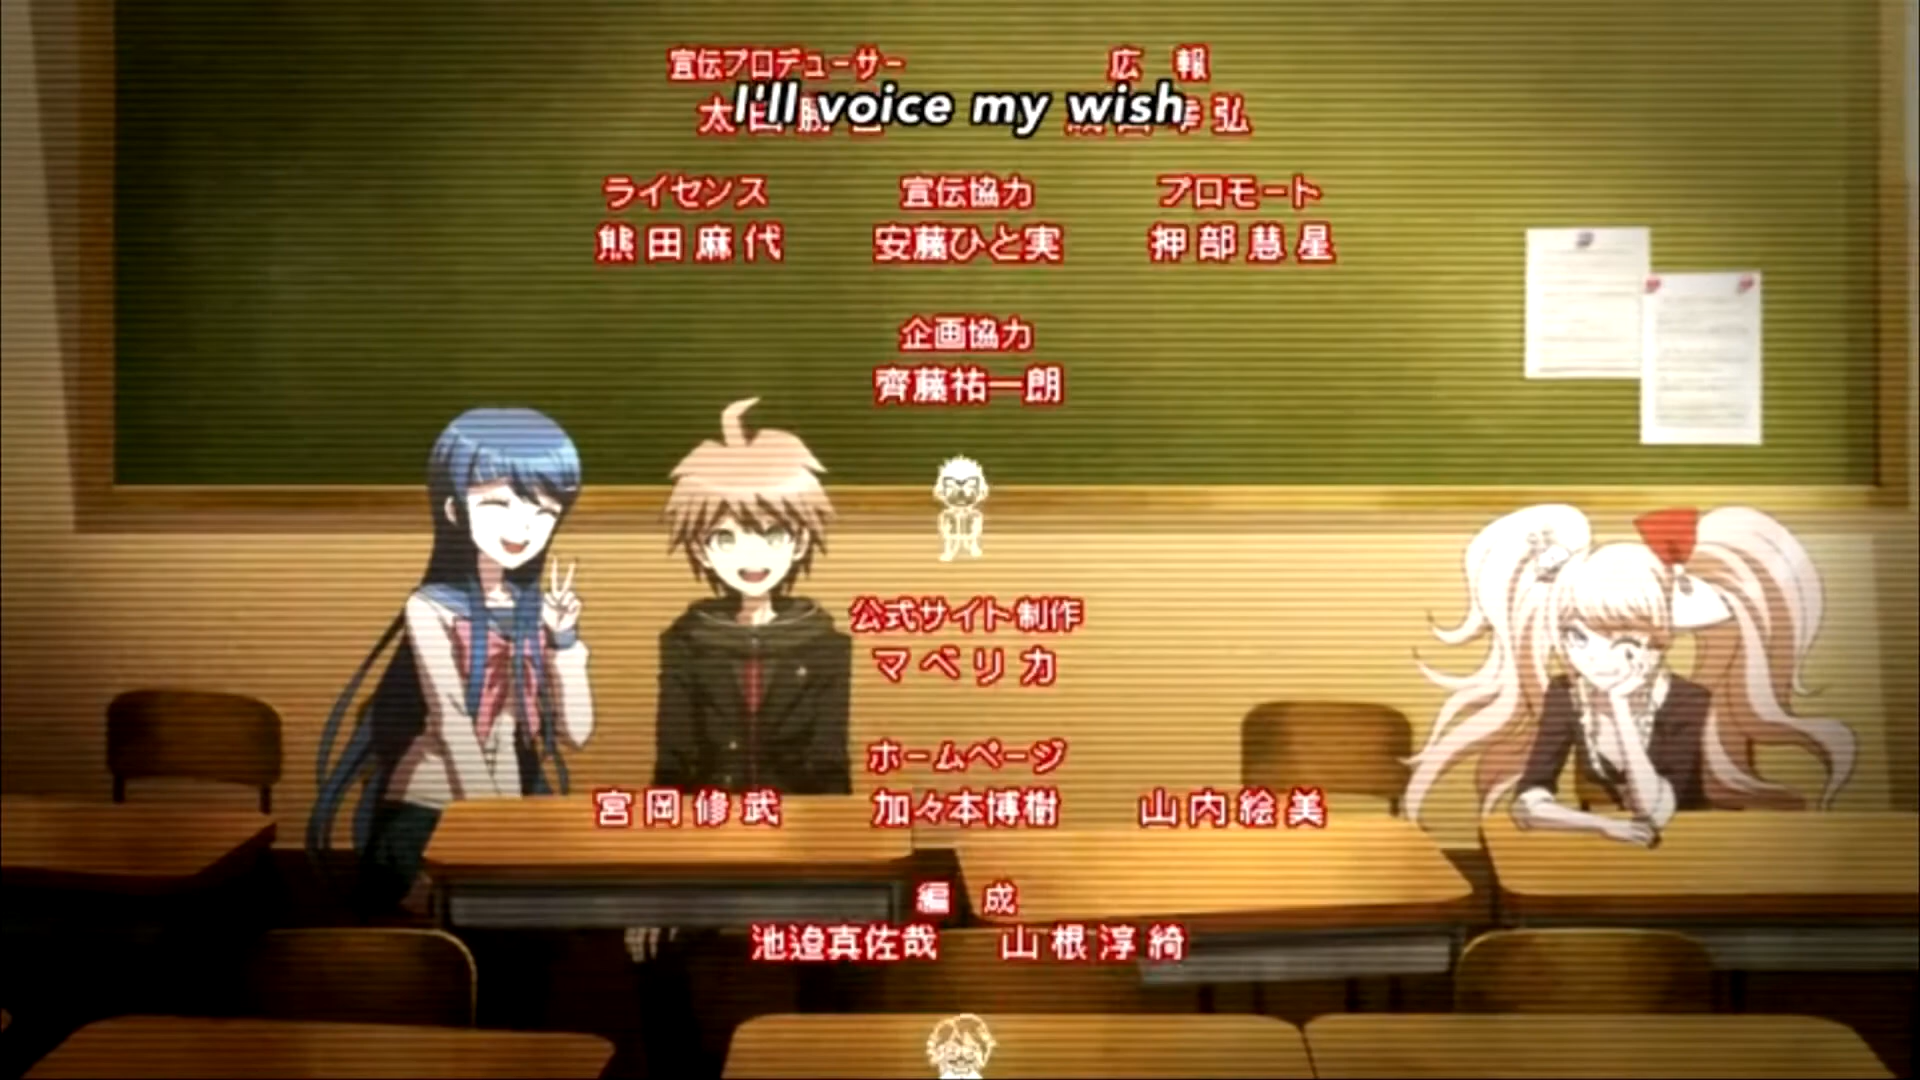 宣伝プロデューサー 広 報
I'll voice my wish
太田 弘
ライセンス 宣伝協力 プロモート
熊田麻代 安藤ひと実 押部慧星
企画協力
齊藤祐一朗
公式サイト制作
マベリカ
ホームページ
宮岡修武 加々本博樹 山内絵美
編 成
池邉真佐哉 山根淳綺